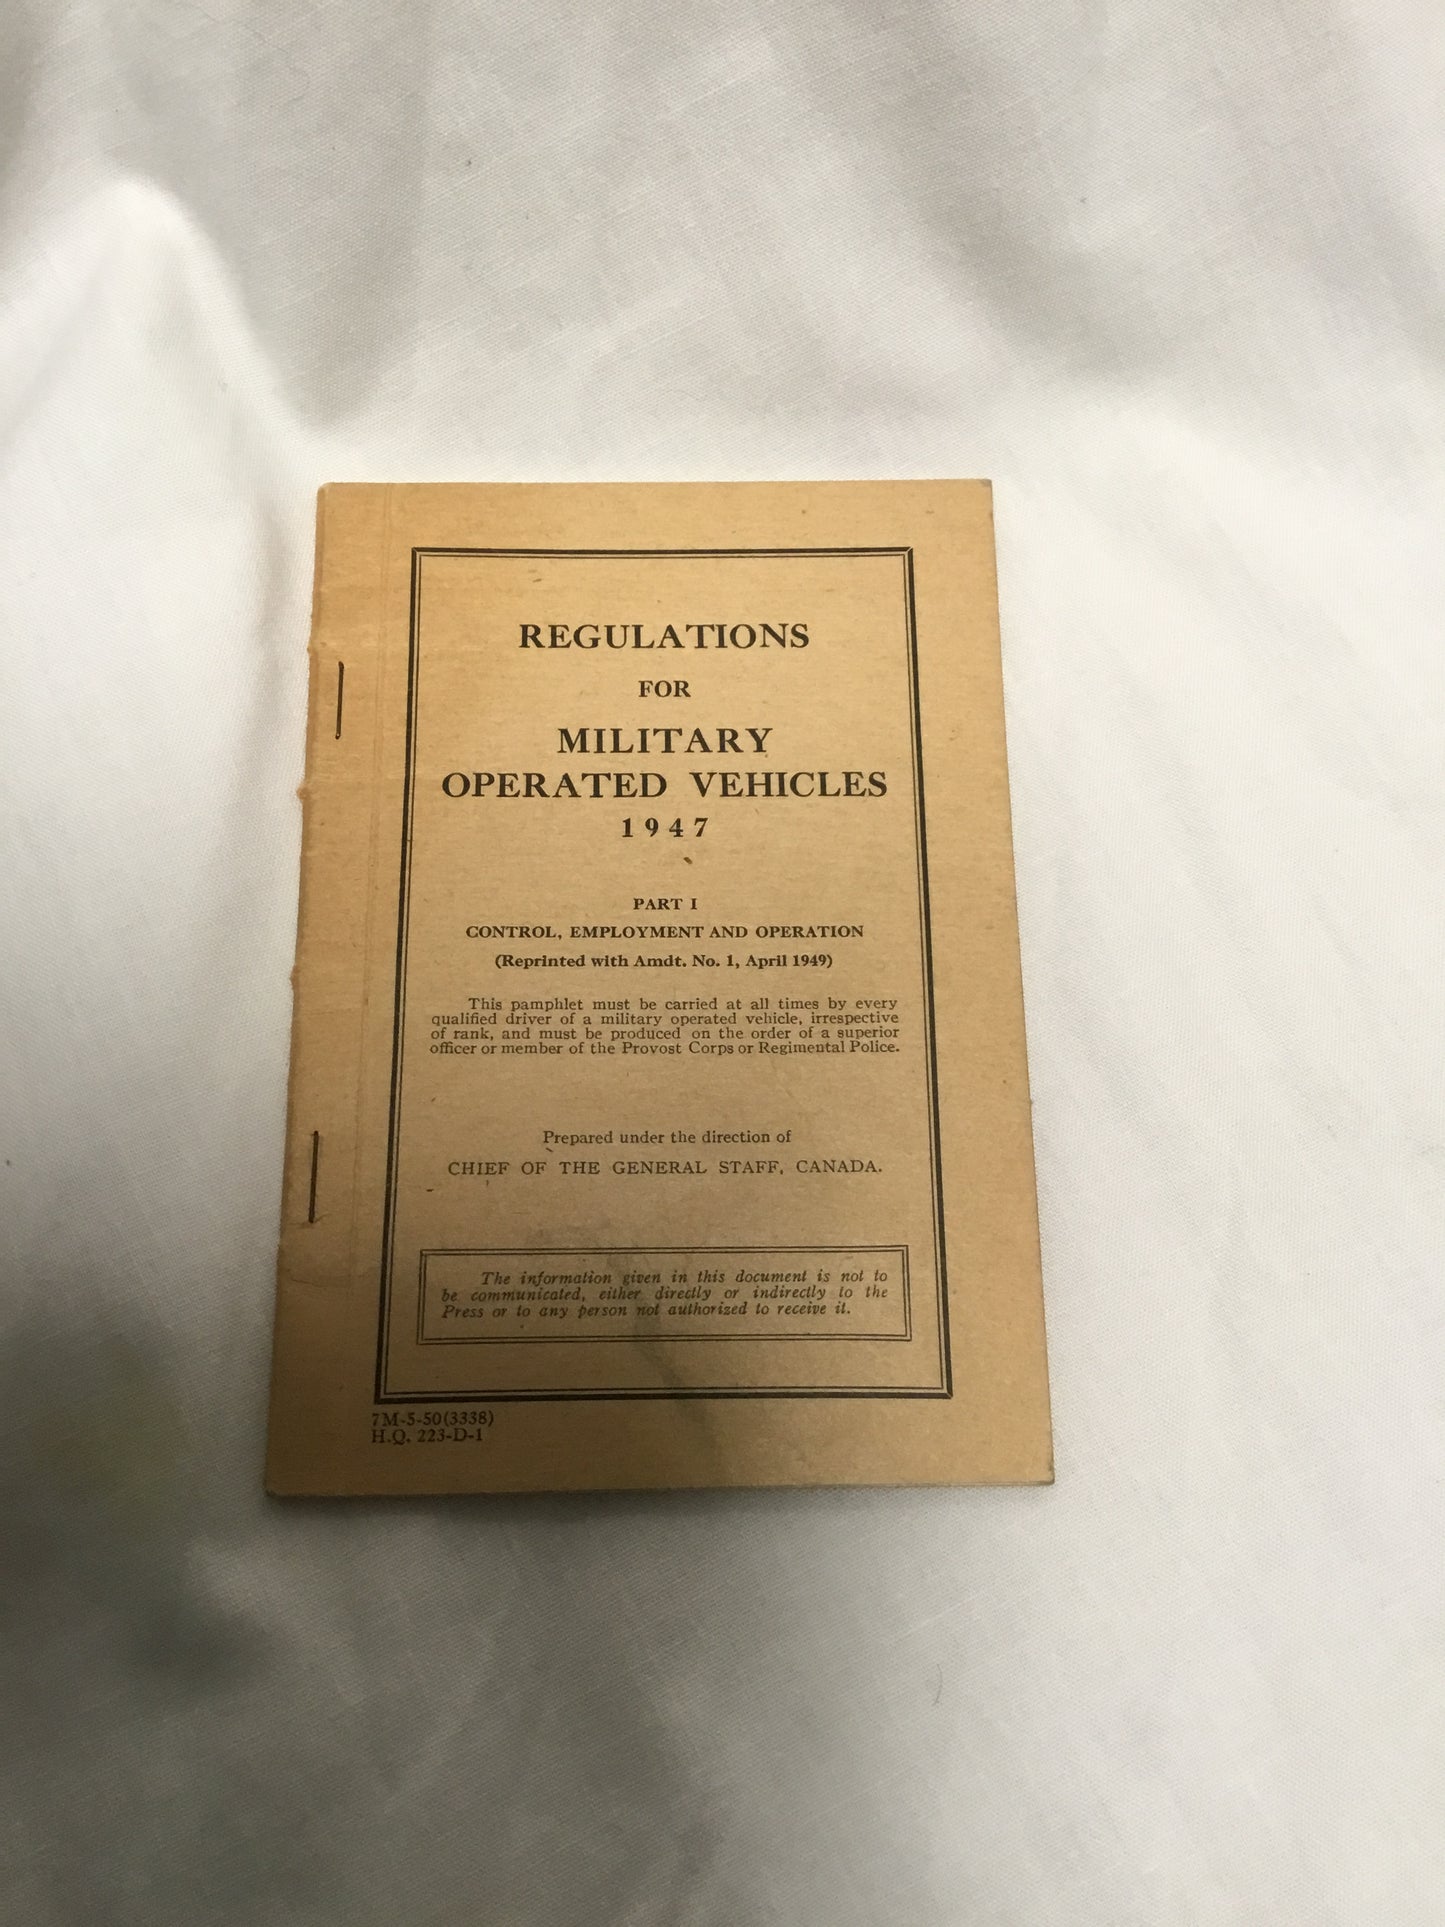 REGULATIONS
FOR
MILITARY
OPERATED VEHICLES
1947
PART I
CONTROL, EMPLOYMENT AND OPERATION
(Reprinted with Amdt. No. 1, April 1949)
This pamphlet must be carried at all times by every
qualified driver of a military operated vehicle, irrespective
of rank, and must be produced on the order of a superior
officer or member of the Provost Corps or Regimental Police.
Prepared under the direction of
CHIEF OF THE GENERAL STAFF, CANADA.
The information given in this document is not to
be communicated, either directly or indirectly to the
Press or to any person not authorized to receive it.
7M-5-50(3338)
H.Q. 223-D-1